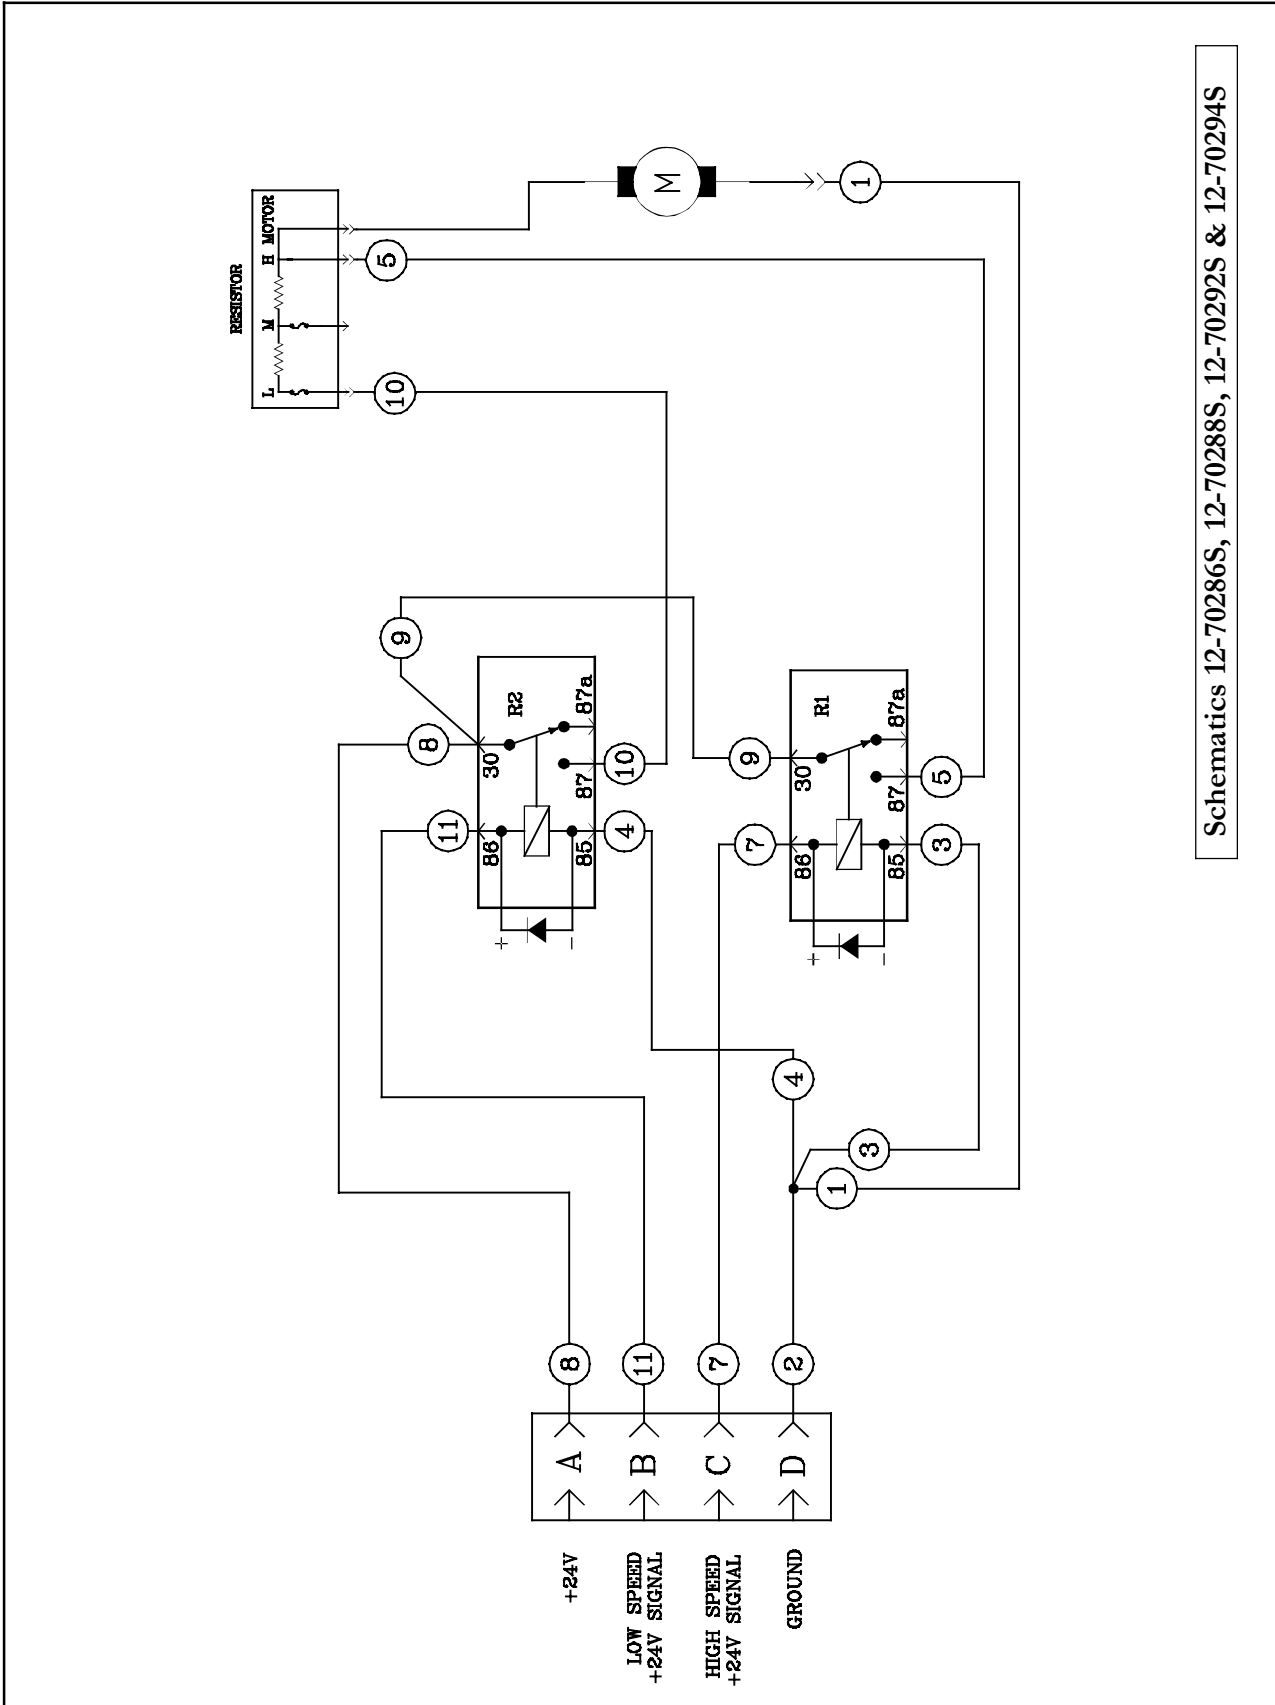 RESISTOR
L
M
H
MOTOR
10
5
M
1
9
8
30
R2
87a
87
10
11
86
85
4
+
-
9
30
R1
87a
87
5
7
86
85
3
+
-
4
3
1
8
11
7
2
A
B
C
D
+24V
LOW SPEED
+24V SIGNAL
HIGH SPEED
+24V SIGNAL
GROUND
Schematics 12-70286S, 12-70288S, 12-70292S & 12-70294S